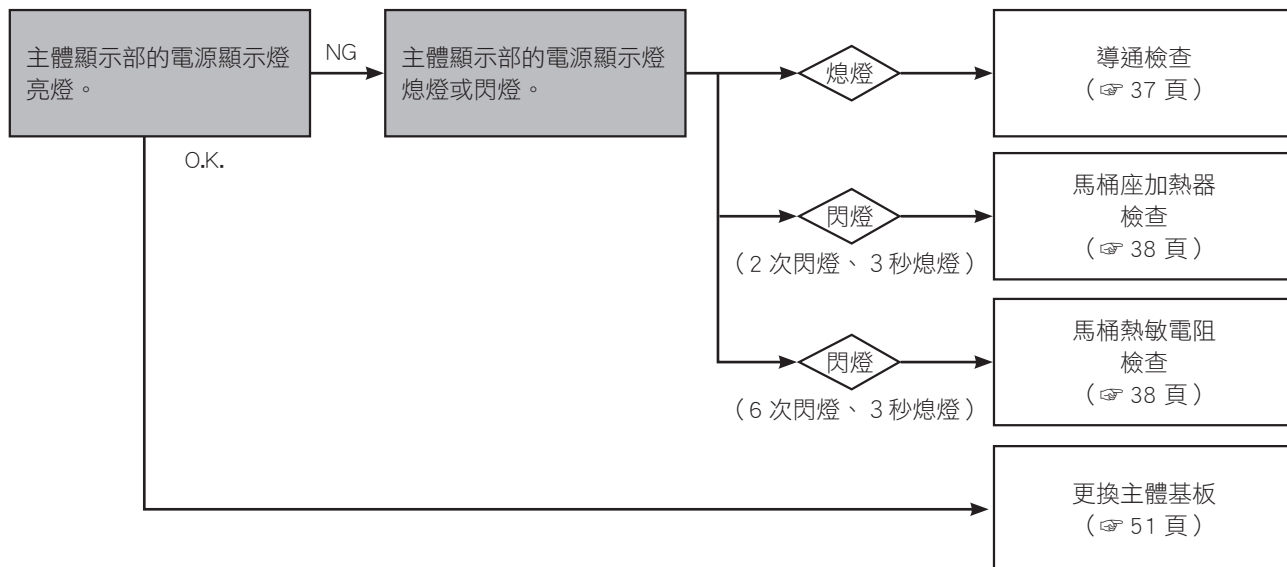 主體顯示部的電源顯示燈
亮燈。
NG
主體顯示部的電源顯示燈
熄燈或閃燈。
熄燈
導通檢查
（☞ 37 頁）
O.K.
閃燈
（2 次閃燈、 3 秒熄燈）
馬桶座加熱器
檢查
（☞ 38 頁）
閃燈
（6 次閃燈、 3 秒熄燈）
馬桶熱敏電阻
檢查
（☞ 38 頁）
更換主體基板
（☞ 51 頁）